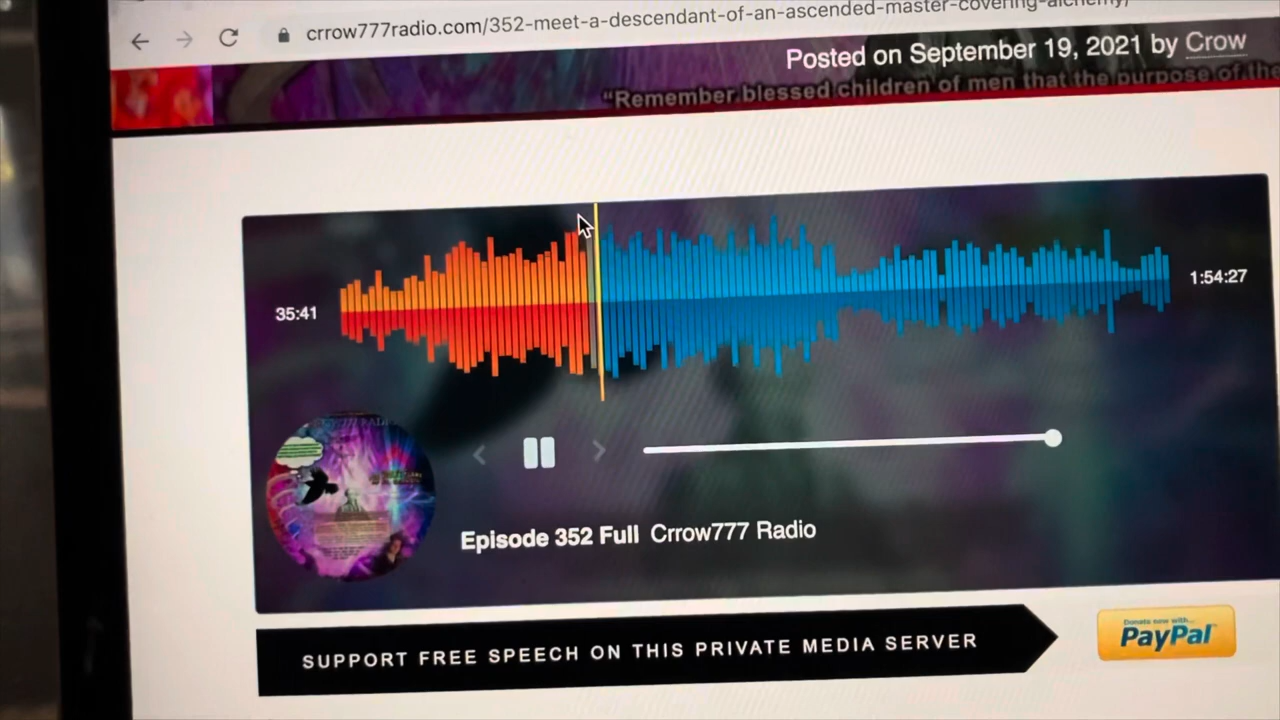 crrow777radio.com/352-meet-a-descendant-of-an-ascended-master-covering-alchemy/
Posted on September 19, 2021 by Crow
“Remember blessed children of men that the purpose of the
35:41
1:54:27
Episode 352 Full Crrow777 Radio
SUPPORT FREE SPEECH ON THIS PRIVATE MEDIA SERVER
Donate now with...
PayPal